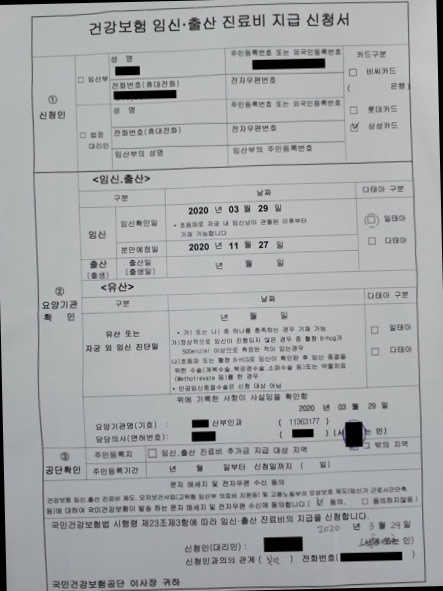 건강보험 임신·출산 진료비 지급 신청서
① 신청인
□ 임산부
성 명
주민등록번호 또는 외국인등록번호
카드구분
전화번호(휴대전화)
전자우편번호
□ 비씨카드
( 은행)
□ 법정대리인
성 명
주민등록번호 또는 외국인등록번호
□ 롯데카드
전화번호(휴대전화)
전자우편번호
☑ 삼성카드
임산부의 성명
임산부의 주민등록번호
② 요양기관 확 인
<임신.출산>
구분
날짜
다태아 구분
임신
임신확인일
2020 년 03 월 29 일
• 초음파로 자궁 내 임신낭이 관찰된 이후부터
기재 가능합니다
□ 일태아
분만예정일
2020 년 11 월 27 일
□ 다태아
출산 (출생)
출산일 (출생일)
년 월 일
<유산>
구분
날짜
다태아 구분
유산 또는
자궁 외 임신 진단일
년 월 일
• 가) 또는 나) 중 하나를 충족하는 경우 기재 가능
가)정상적으로 임신이 진행되지 않은 경우 중 혈청 B-hcg가
500mIU/ml 이상으로 측정된 적이 있는경우
나)초음파 또는 혈청 B-hCG로 임신이 확인된 후 임신 종결을
위한 수술(개복수술, 복강경수술, 소파수술 등)또는 약물치료
(Methotrexate 등)를 한 경우
• 인공임신중절수술은 신청 대상 아님
□ 일태아
□ 다태아
위에 기록한 사항이 사실임을 확인함
2020 년 03 월 29 일
요양기관명(기호) : 산부인과 ( 11363177 )
담당의사(면허번호) : ( ) 는 인)
③ 공단확인
주민등록지
□ 임신.출산 진료비 추가금 지급 대상 지역
밖의 지역
주민등록기간
년 월 일부터 신청일까지 ( 일)
문자 메세지 및 전자우편 수신 동의
건강보험 임신.출산 진료비 제도, 모자보건사업(고위험 임산부 의료비 지원등) 및 고용노동부의 모성보호 제도(임신기 근로시간단축
등)에 대하여 국민건강보험이 발송 하는 문자 메세지 및 전자우편 수신에 동의합니다.(☑ 동의, □ 동의하지않음)
국민건강보험법 시행령 제23조제3항에 따라 임신·출산 진료비의 지급을 신청합니다.
2020 년 3 월 29 일
신청인(대리인) : (서명 또는 인)
신청인과의 관계 ( 본인 ) 전화번호( )
국민건강보험공단 이사장 귀하